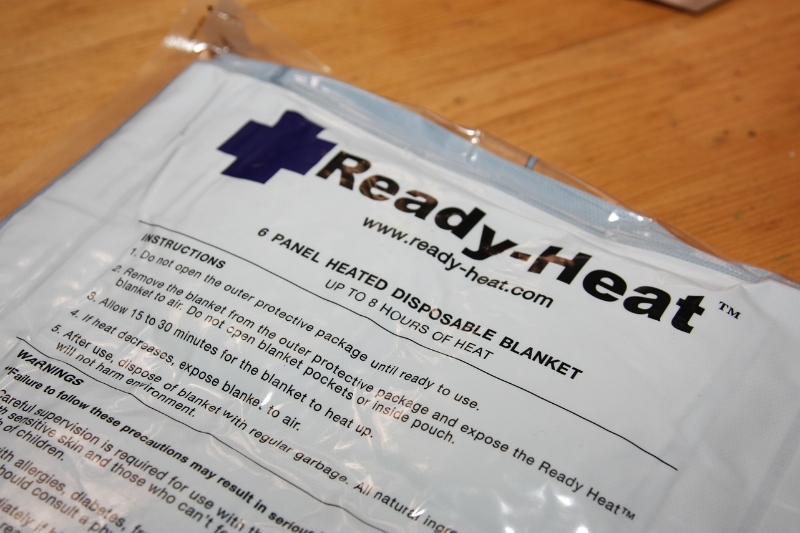 Ready-Heat™
www.ready-heat.com
6 PANEL HEATED DISPOSABLE BLANKET
UP TO 8 HOURS OF HEAT
INSTRUCTIONS
1. Do not open the outer protective package until ready to use.
2. Remove the blanket from the outer protective package and expose the Ready Heat™
blanket to air. Do not open blanket pockets or inside pouch.
3. Allow 15 to 30 minutes for the blanket to heat up.
4. If heat decreases, expose blanket to air.
5. After use, dispose of blanket with regular garbage. All natural
will not harm environment.
WARNINGS
"Failure to follow these precautions may result in serious
careful supervision is required for use with
sensitive skin and those who can't
of children.
allergies, diabetes,
should consult a